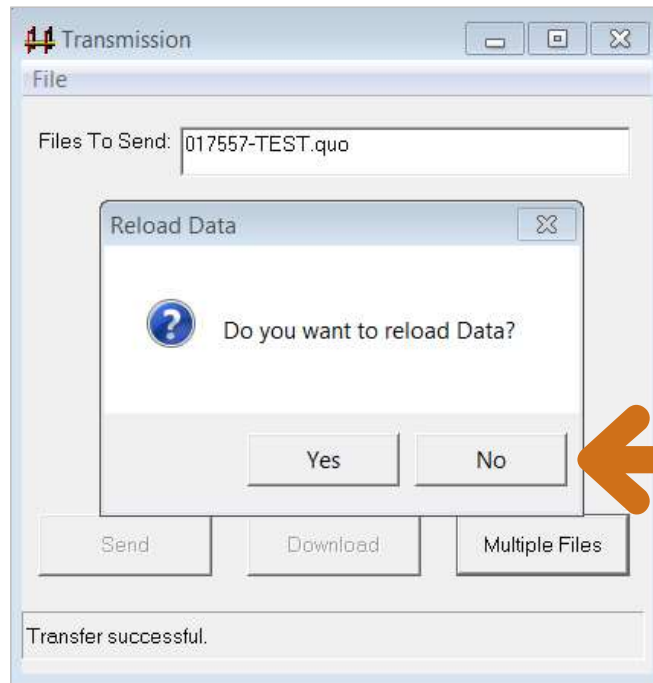 Transmission
File
Files To Send: 017557-TEST.quo
Reload Data
Do you want to reload Data?
Yes No
Send Download Multiple Files
Transfer successful.